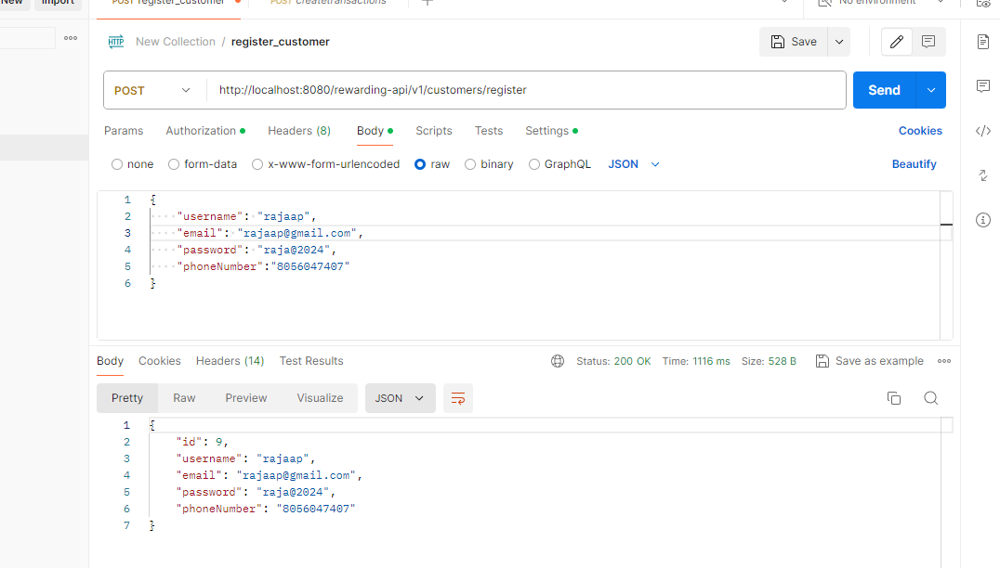 New Import POST register_customer POST createtransactions No environment
HTTP New Collection / register_customer Save
POST http://localhost:8080/rewarding-api/v1/customers/register Send
Params Authorization Headers (8) Body Scripts Tests Settings Cookies
none form-data x-www-form-urlencoded raw binary GraphQL JSON Beautify
1 {
2 "username": "rajaap",
3 "email": "rajaap@gmail.com",
4 "password": "raja@2024",
5 "phoneNumber":"8056047407"
6 }
Body Cookies Headers (14) Test Results Status: 200 OK Time: 1116 ms Size: 528 B Save as example
Pretty Raw Preview Visualize JSON
1 {
2 "id": 9,
3 "username": "rajaap",
4 "email": "rajaap@gmail.com",
5 "password": "raja@2024",
6 "phoneNumber": "8056047407"
7 }